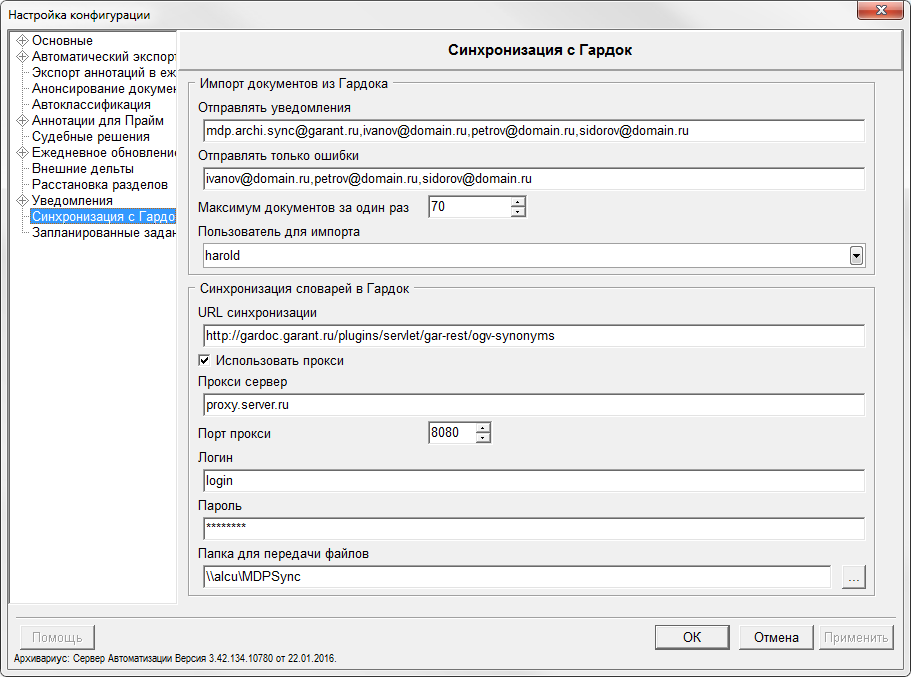 Настройка конфигурации
Основные
Автоматический экспорт
Экспорт аннотаций в еж
Анонсирование докумен
Автоклассификация
Аннотации для Прайм
Судебные решения
Ежедневное обновлени
Внешние дельты
Расстановка разделов
Уведомления
Синхронизация с Гардо
Запланированные задан
Синхронизация с Гардок
Импорт документов из Гардока
Отправлять уведомления
mdp.archi.sync@garant.ru,ivanov@domain.ru,petrov@domain.ru,sidorov@domain.ru
Отправлять только ошибки
ivanov@domain.ru,petrov@domain.ru,sidorov@domain.ru
Максимум документов за один раз 70
Пользователь для импорта
harold
Синхронизация словарей в Гардок
URL синхронизации
http://gardoc.garant.ru/plugins/servlet/gar-rest/ogv-synonyms
Использовать прокси
Прокси сервер
proxy.server.ru
Порт прокси 8080
Логин
login
Пароль
********
Папка для передачи файлов
\\alcu\MDPSync ...
Помощь OK Отмена Применить
Архивариус: Сервер Автоматизации Версия 3.42.134.10780 от 22.01.2016.